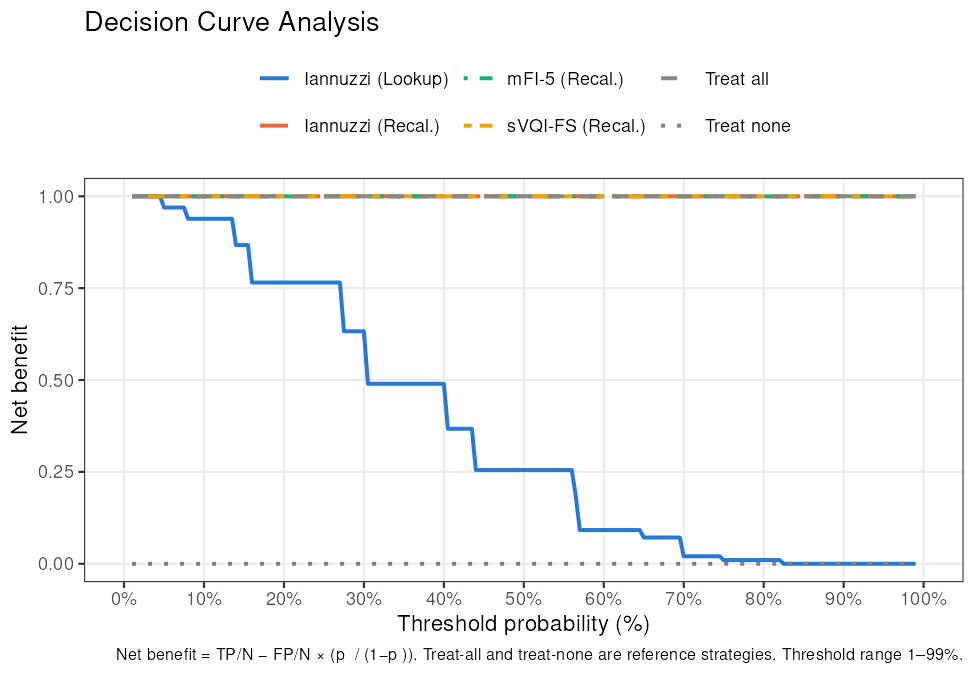 Decision Curve Analysis
Iannuzzi (Lookup) mFI-5 (Recal.) Treat all
Iannuzzi (Recal.) sVQI-FS (Recal.) Treat none
Net benefit
1.00
0.75
0.50
0.25
0.00
0% 10% 20% 30% 40% 50% 60% 70% 80% 90% 100%
Threshold probability (%)
Net benefit = TP/N − FP/N × (p / (1−p )). Treat-all and treat-none are reference strategies. Threshold range 1–99%.